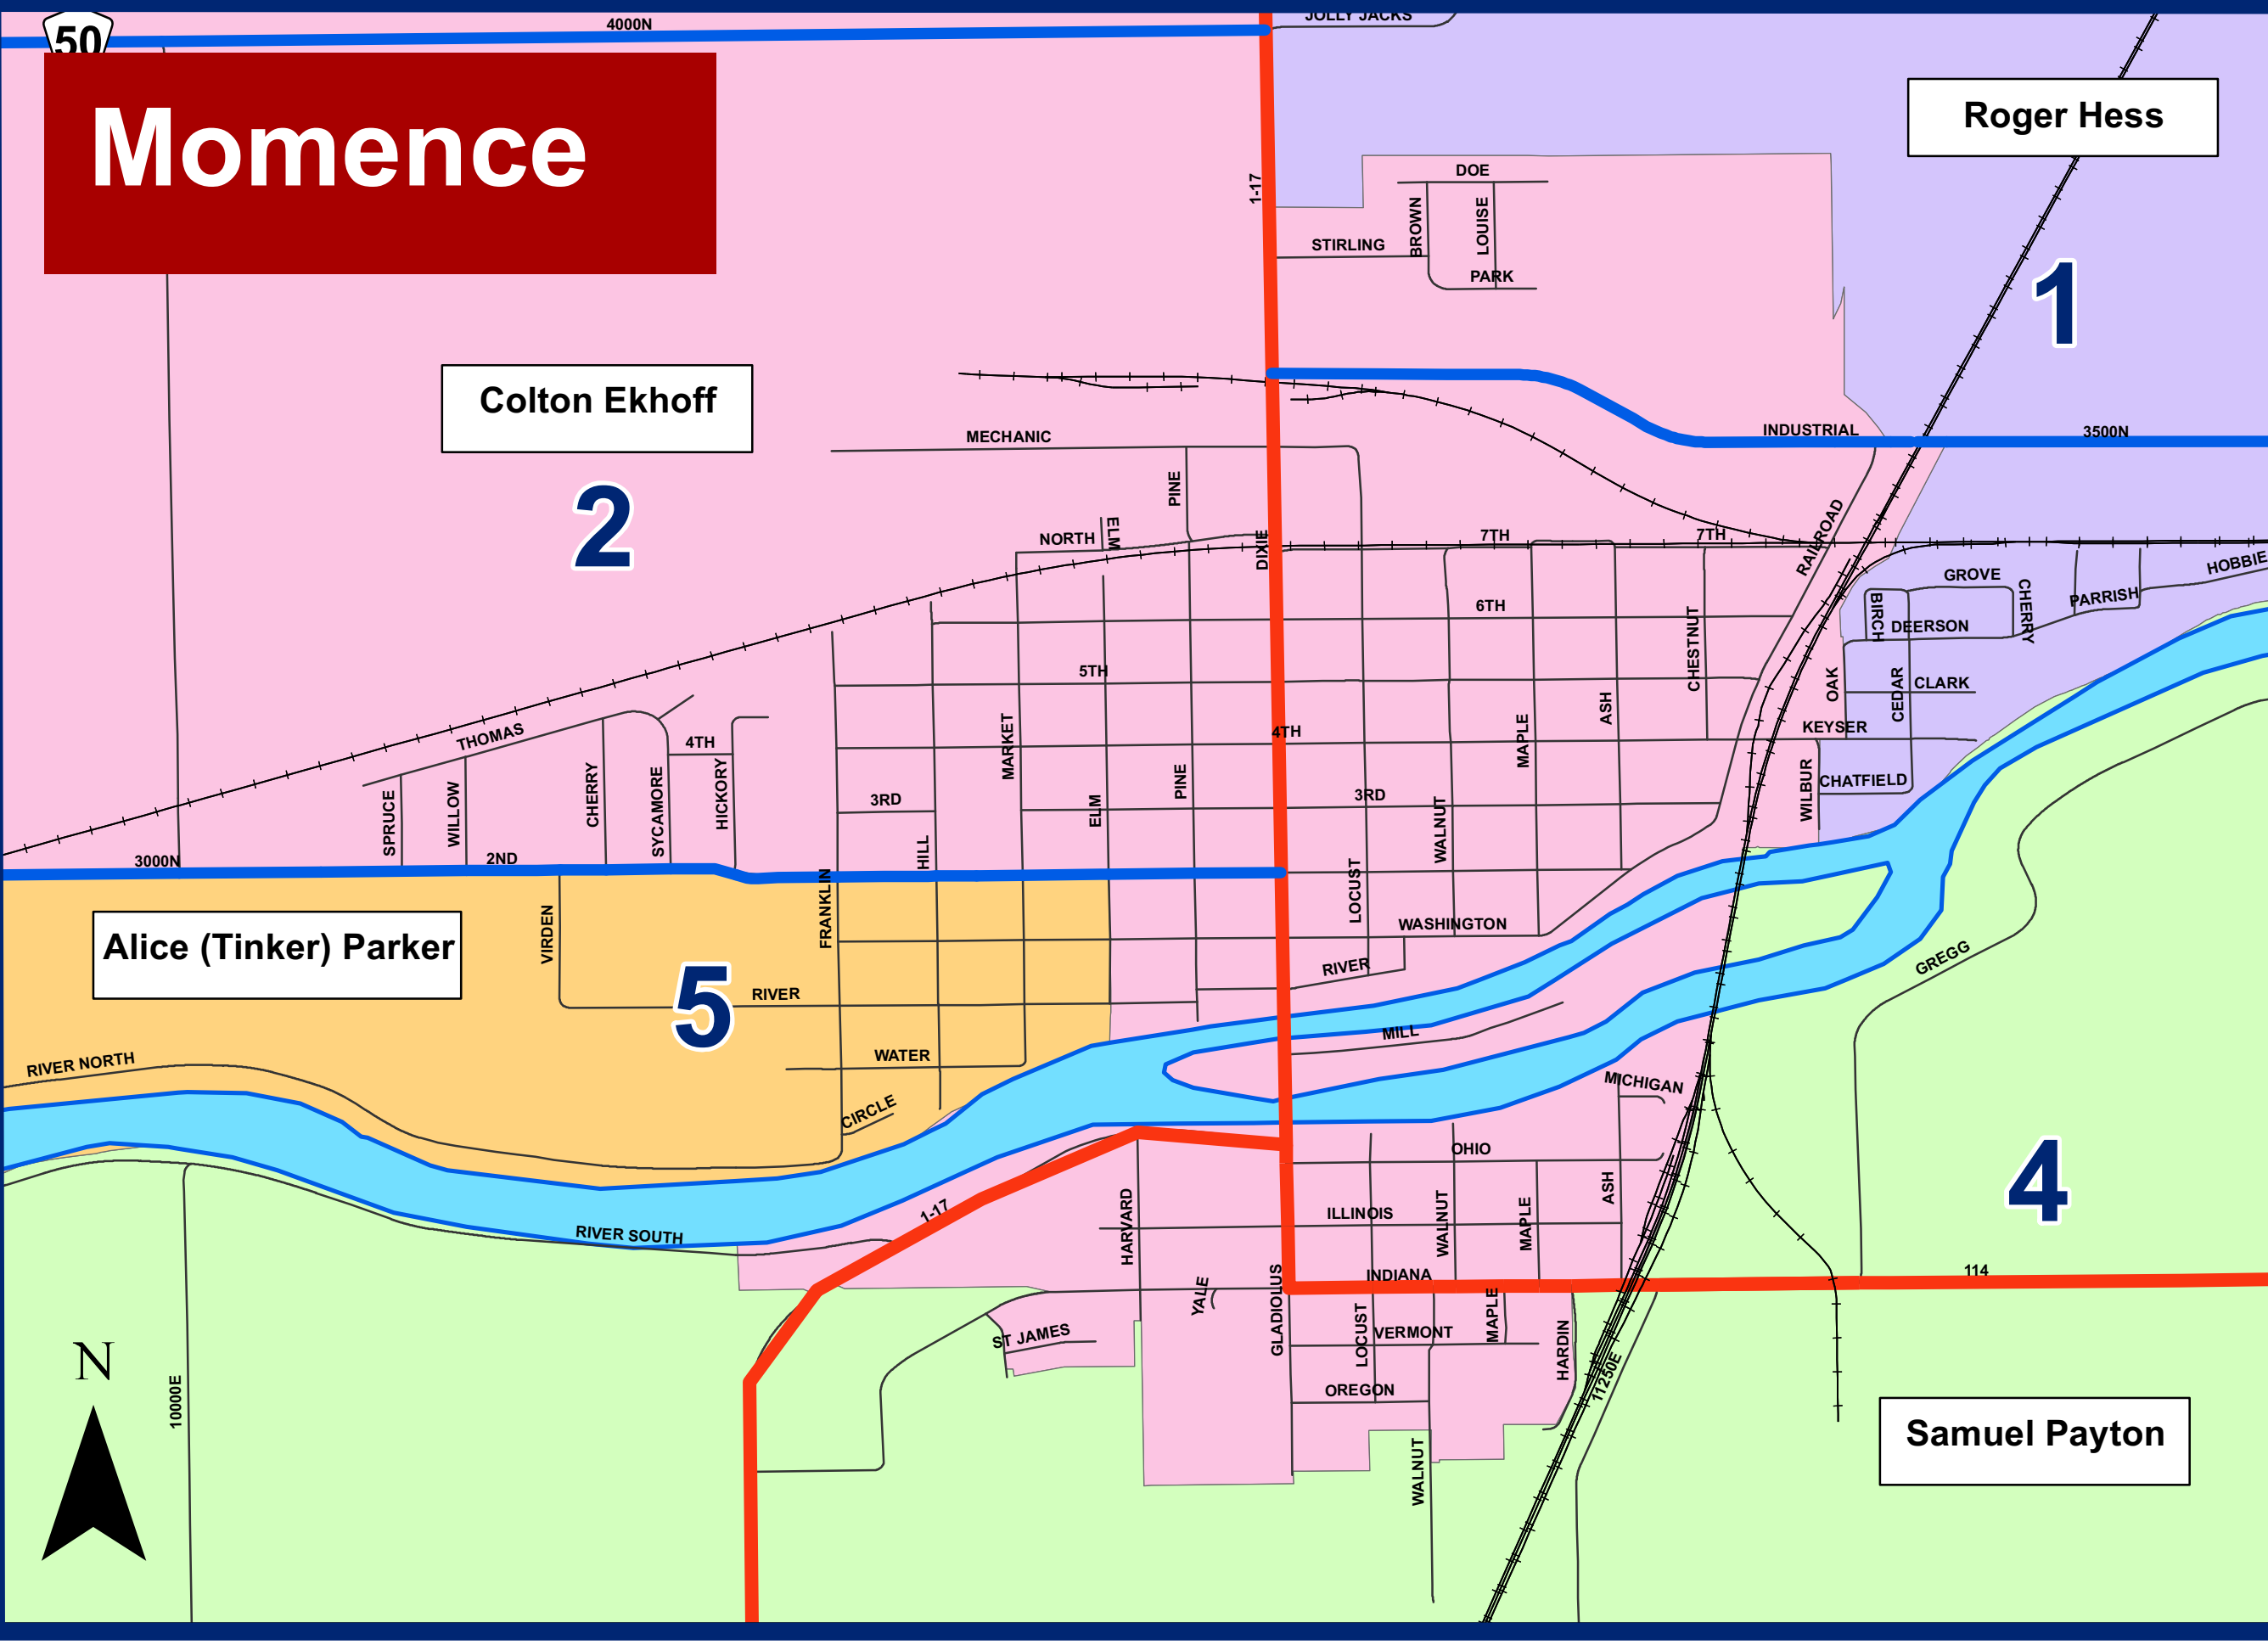 50
4000N
JOLLY JACKS
Momence
Roger Hess
1-17
DOE
BROWN
LOUISE
STIRLING
PARK
1
Colton Ekhoff
2
MECHANIC
INDUSTRIAL
3500N
PINE
NORTH
ELM
DIXIE
7TH
7TH
RAILROAD
HOBBIE
GROVE
CHERRY
PARRISH
BIRCH
DEERSON
6TH
CHESTNUT
5TH
OAK
CEDAR
CLARK
KEYSER
THOMAS
4TH
MARKET
4TH
MAPLE
ASH
SPRUCE
WILLOW
CHERRY
SYCAMORE
HICKORY
3RD
ELM
PINE
3RD
WALNUT
WILBUR
CHATFIELD
3000N
2ND
HILL
FRANKLIN
LOCUST
Alice (Tinker) Parker
VIRDEN
WASHINGTON
RIVER
GREGG
5
RIVER
MILL
RIVER NORTH
WATER
CIRCLE
MICHIGAN
OHIO
4
ASH
1-17
HARVARD
ILLINOIS
WALNUT
MAPLE
RIVER SOUTH
INDIANA
114
YALE
GLADIOLUS
ST JAMES
LOCUST
VERMONT
MAPLE
HARDIN
N
10000E
11250E
OREGON
WALNUT
Samuel Payton